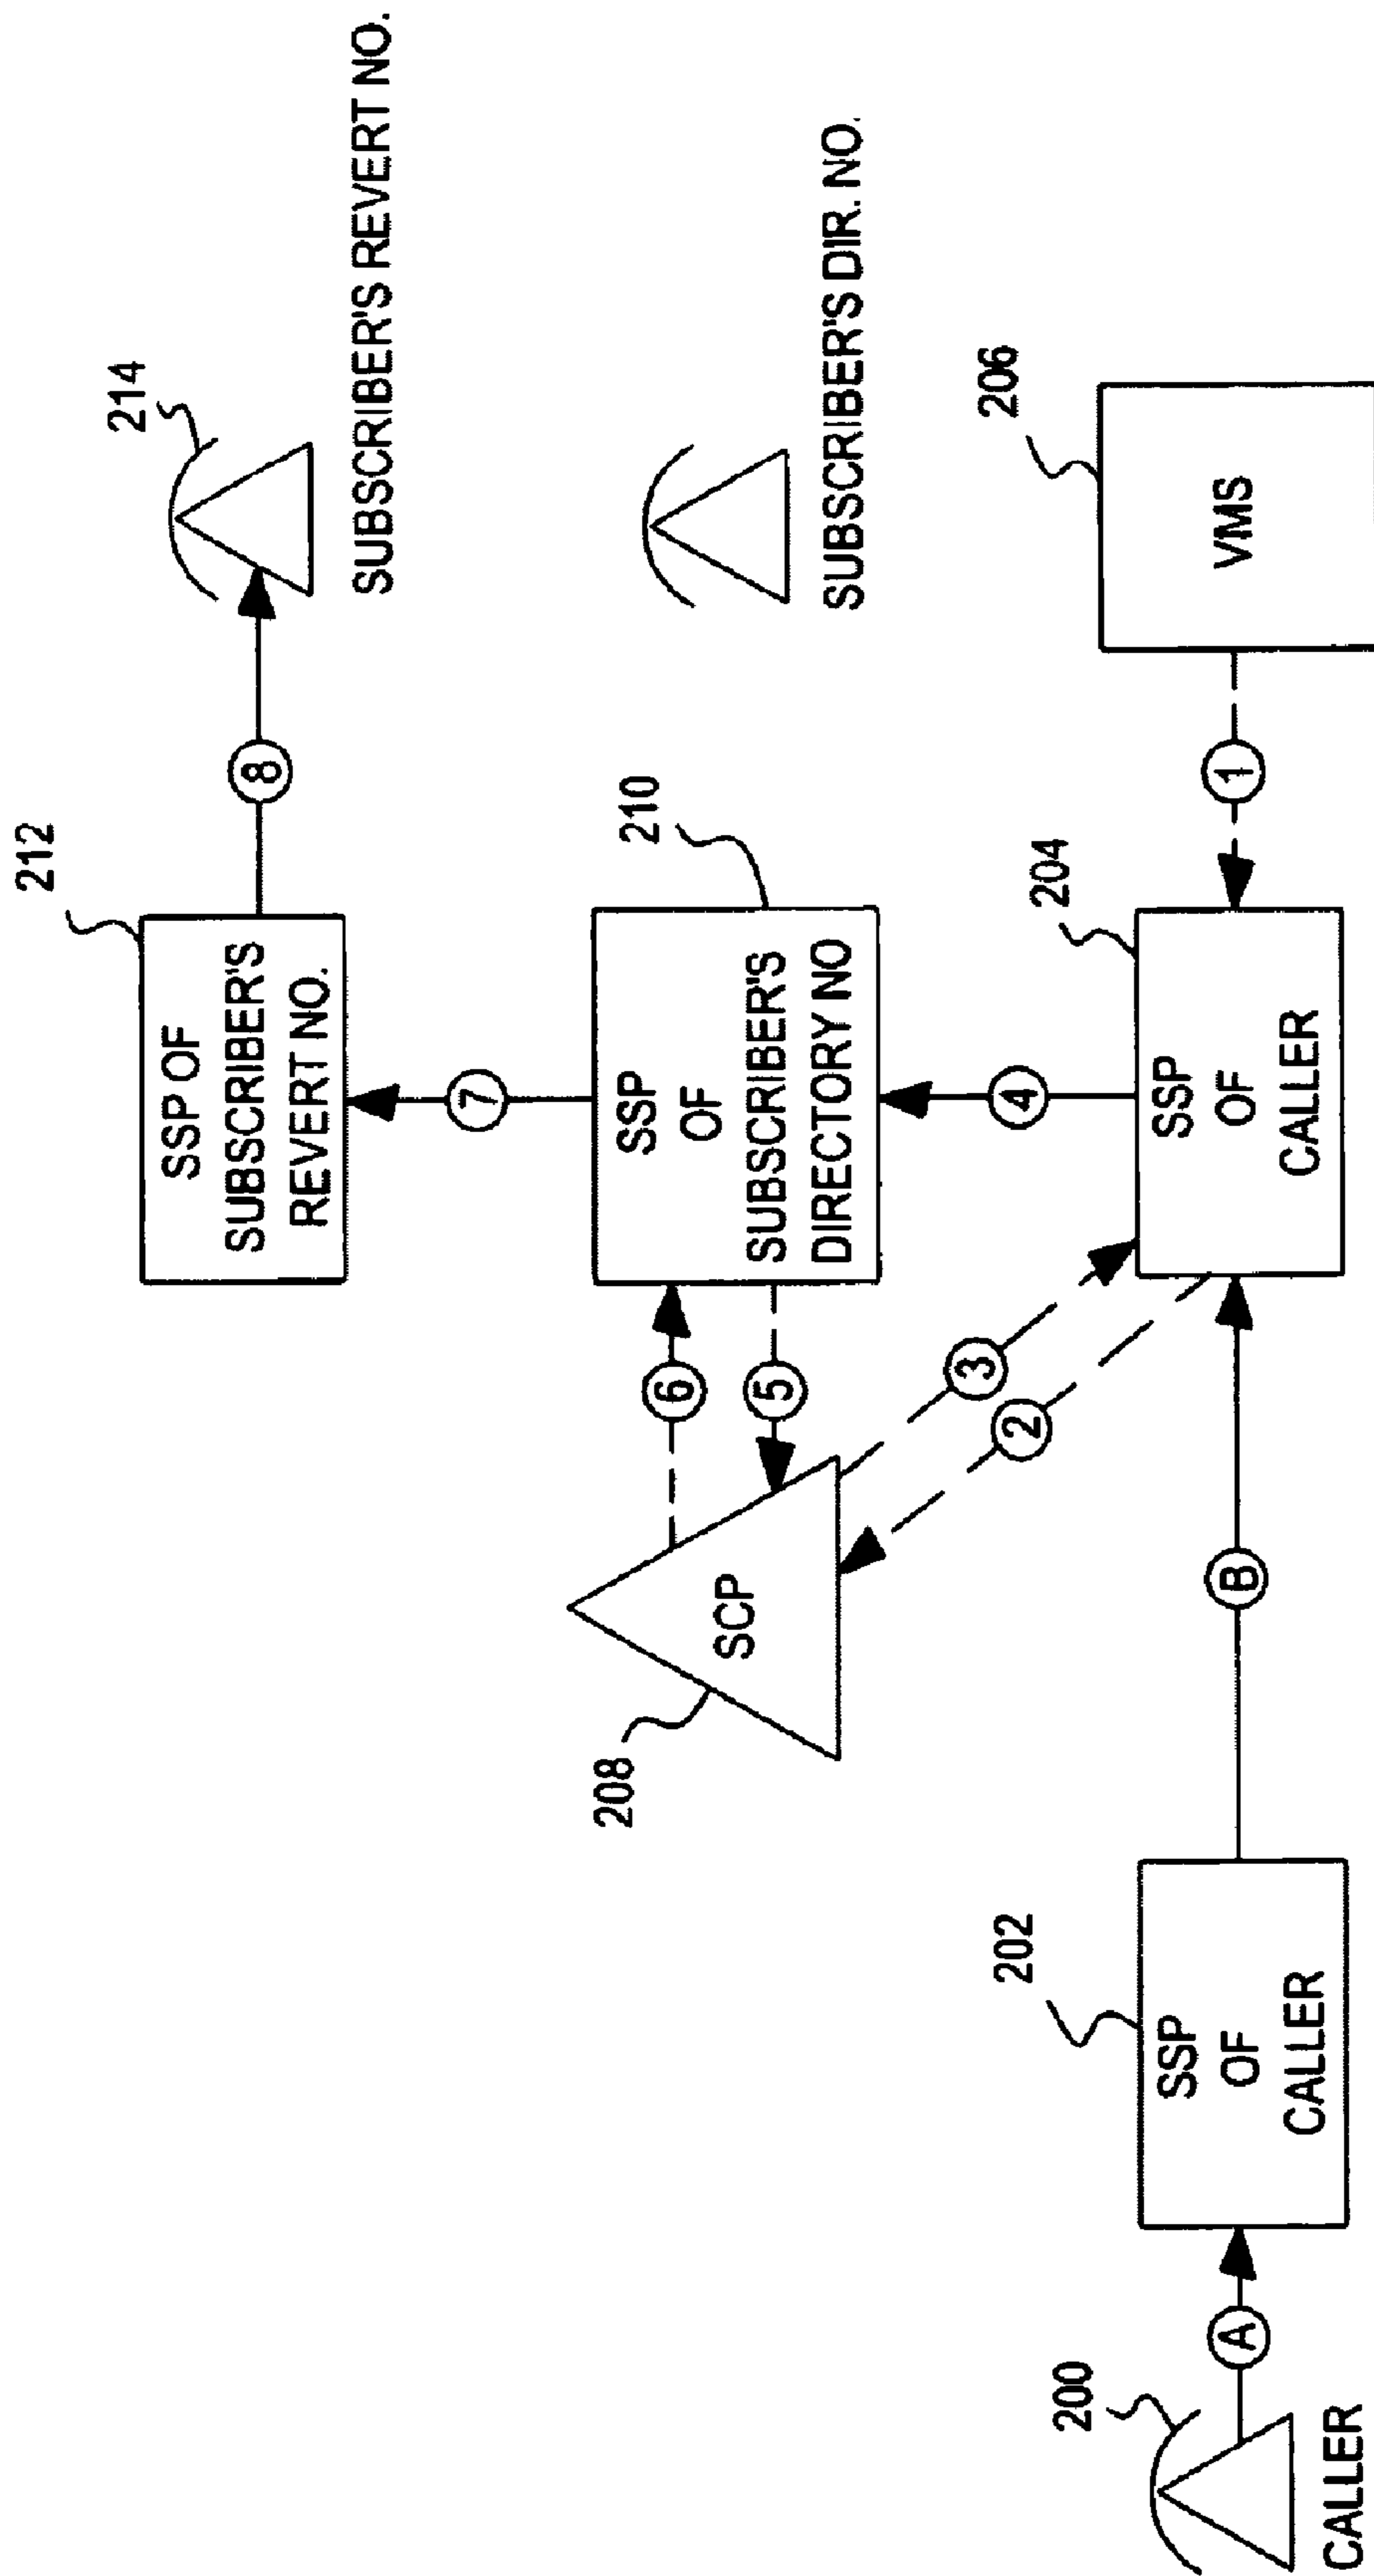 212
SSP OF
SUBSCRIBER'S
REVERT NO.
8
214
SUBSCRIBER'S REVERT NO.
7
210
SSP
OF
SUBSCRIBER'S
DIRECTORY NO
6
5
208
SCP
SUBSCRIBER'S DIR. NO.
3
2
4
200
CALLER
A
202
SSP
OF
CALLER
B
204
SSP
OF
CALLER
1
206
VMS